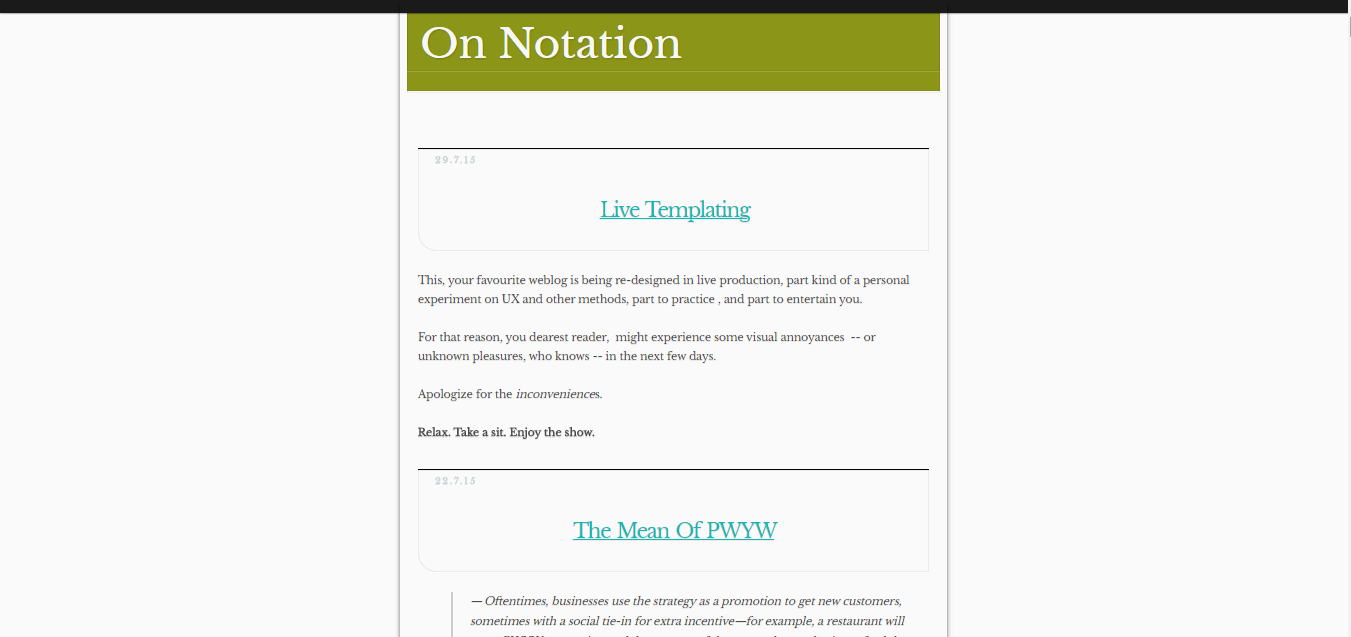 On Notation
29.7.15
Live Templating
This, your favourite weblog is being re-designed in live production, part kind of a personal
experiment on UX and other methods, part to practice , and part to entertain you.
For that reason, you dearest reader,  might experience some visual annoyances  -- or
unknown pleasures, who knows -- in the next few days.
Apologize for the inconveniences.
Relax. Take a sit. Enjoy the show.
22.7.15
The Mean Of PWYW
— Oftentimes, businesses use the strategy as a promotion to get new customers,
sometimes with a social tie-in for extra incentive—for example, a restaurant will